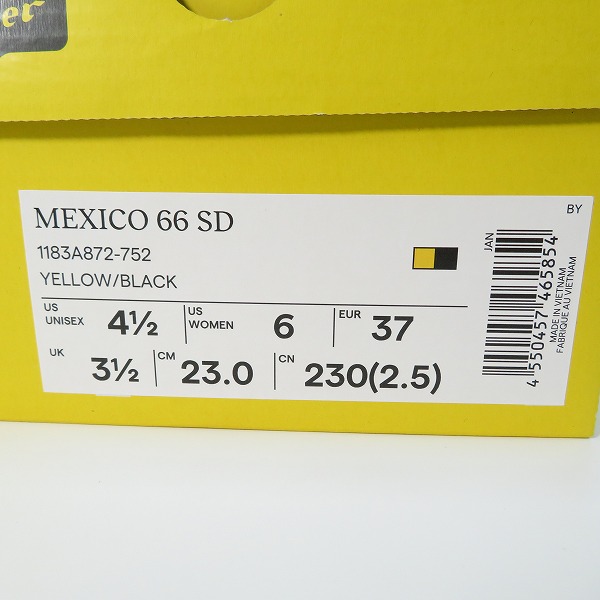 er
MEXICO 66 SD
BY
1183A872-752
YELLOW/BLACK
US UNISEX 4½ US WOMEN 6 EUR 37
UK 3½ CM 23.0 CN 230(2.5)
JAN
4 550457 465854
MADE IN VIETNAM
FABRIQUE AU VIETNAM